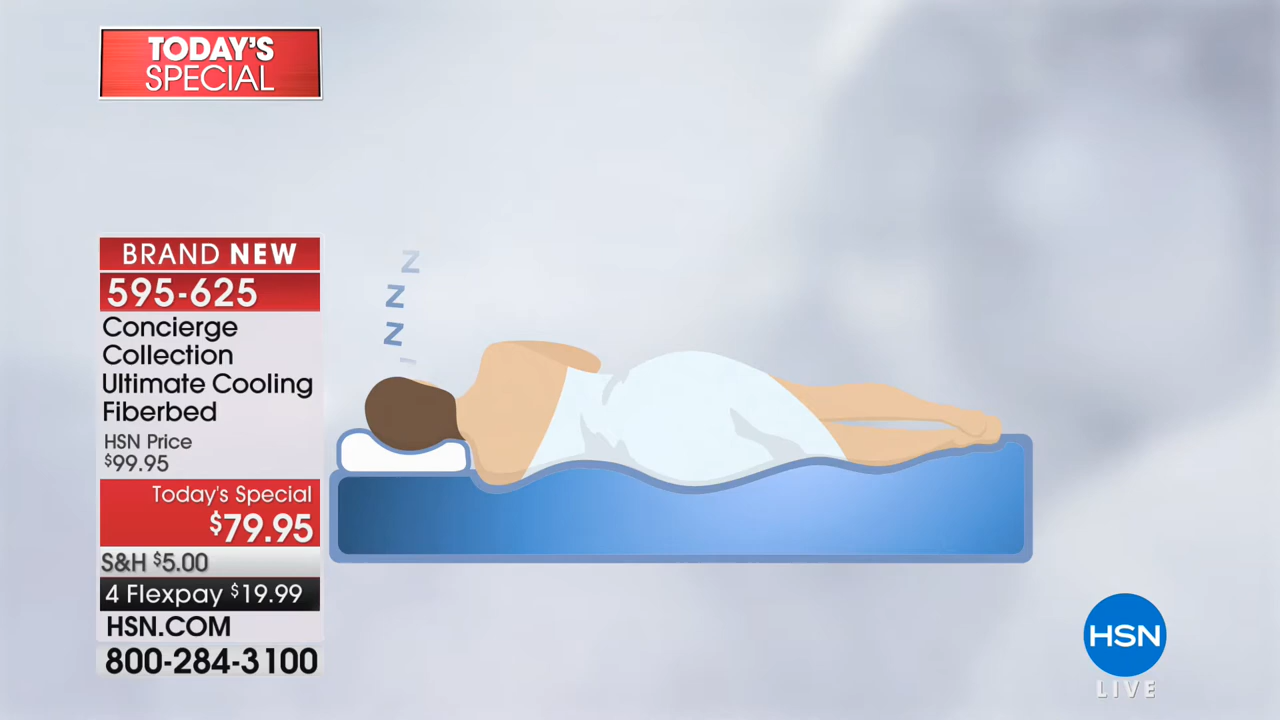 TODAY'S
SPECIAL
BRAND NEW
595-625
Concierge
Collection
Ultimate Cooling
Fiberbed
HSN Price
$99.95
Today's Special
$79.95
S&H $5.00
4 Flexpay $19.99
HSN.COM
800-284-3100
Z
Z
Z
HSN
LIVE